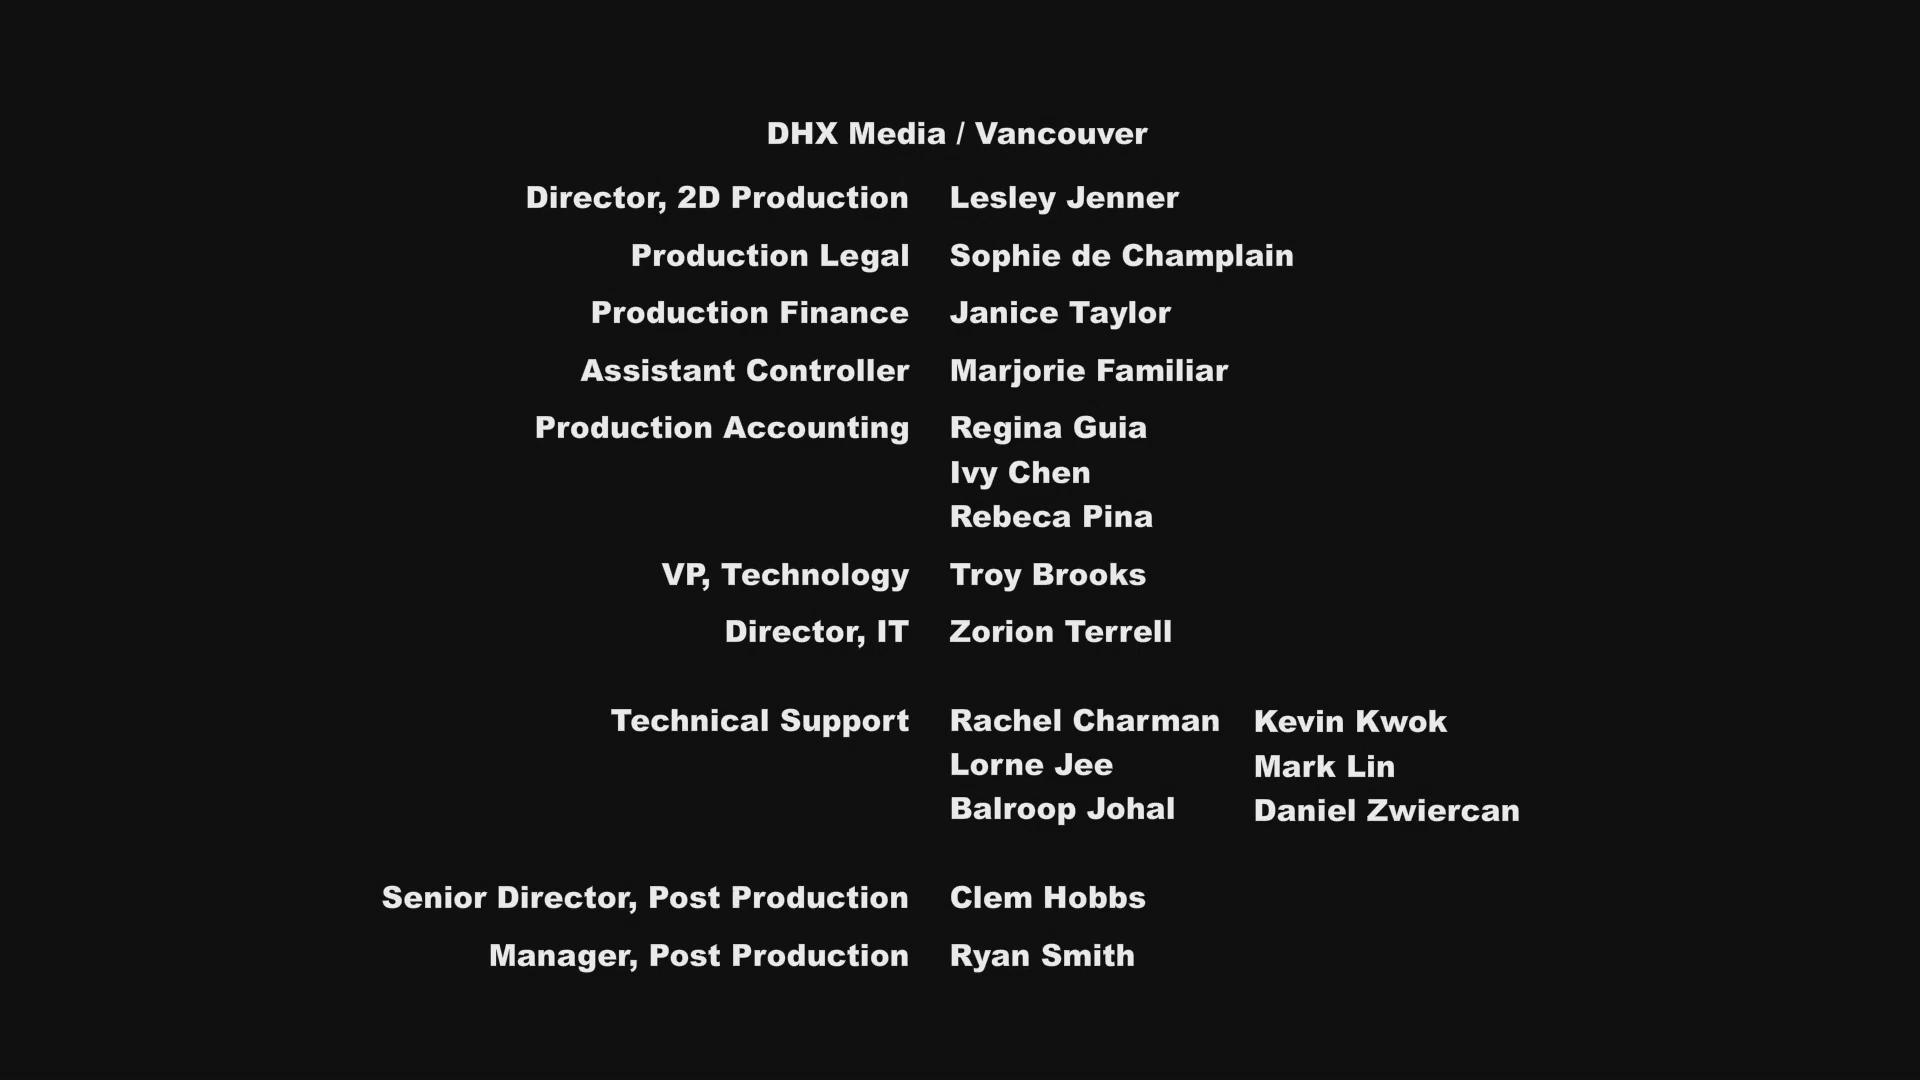 DHX Media / Vancouver
Director, 2D Production Lesley Jenner
Production Legal Sophie de Champlain
Production Finance Janice Taylor
Assistant Controller Marjorie Familiar
Production Accounting Regina Guia
Ivy Chen
Rebeca Pina
VP, Technology Troy Brooks
Director, IT Zorion Terrell
Technical Support Rachel Charman Kevin Kwok
Lorne Jee Mark Lin
Balroop Johal Daniel Zwiercan
Senior Director, Post Production Clem Hobbs
Manager, Post Production Ryan Smith